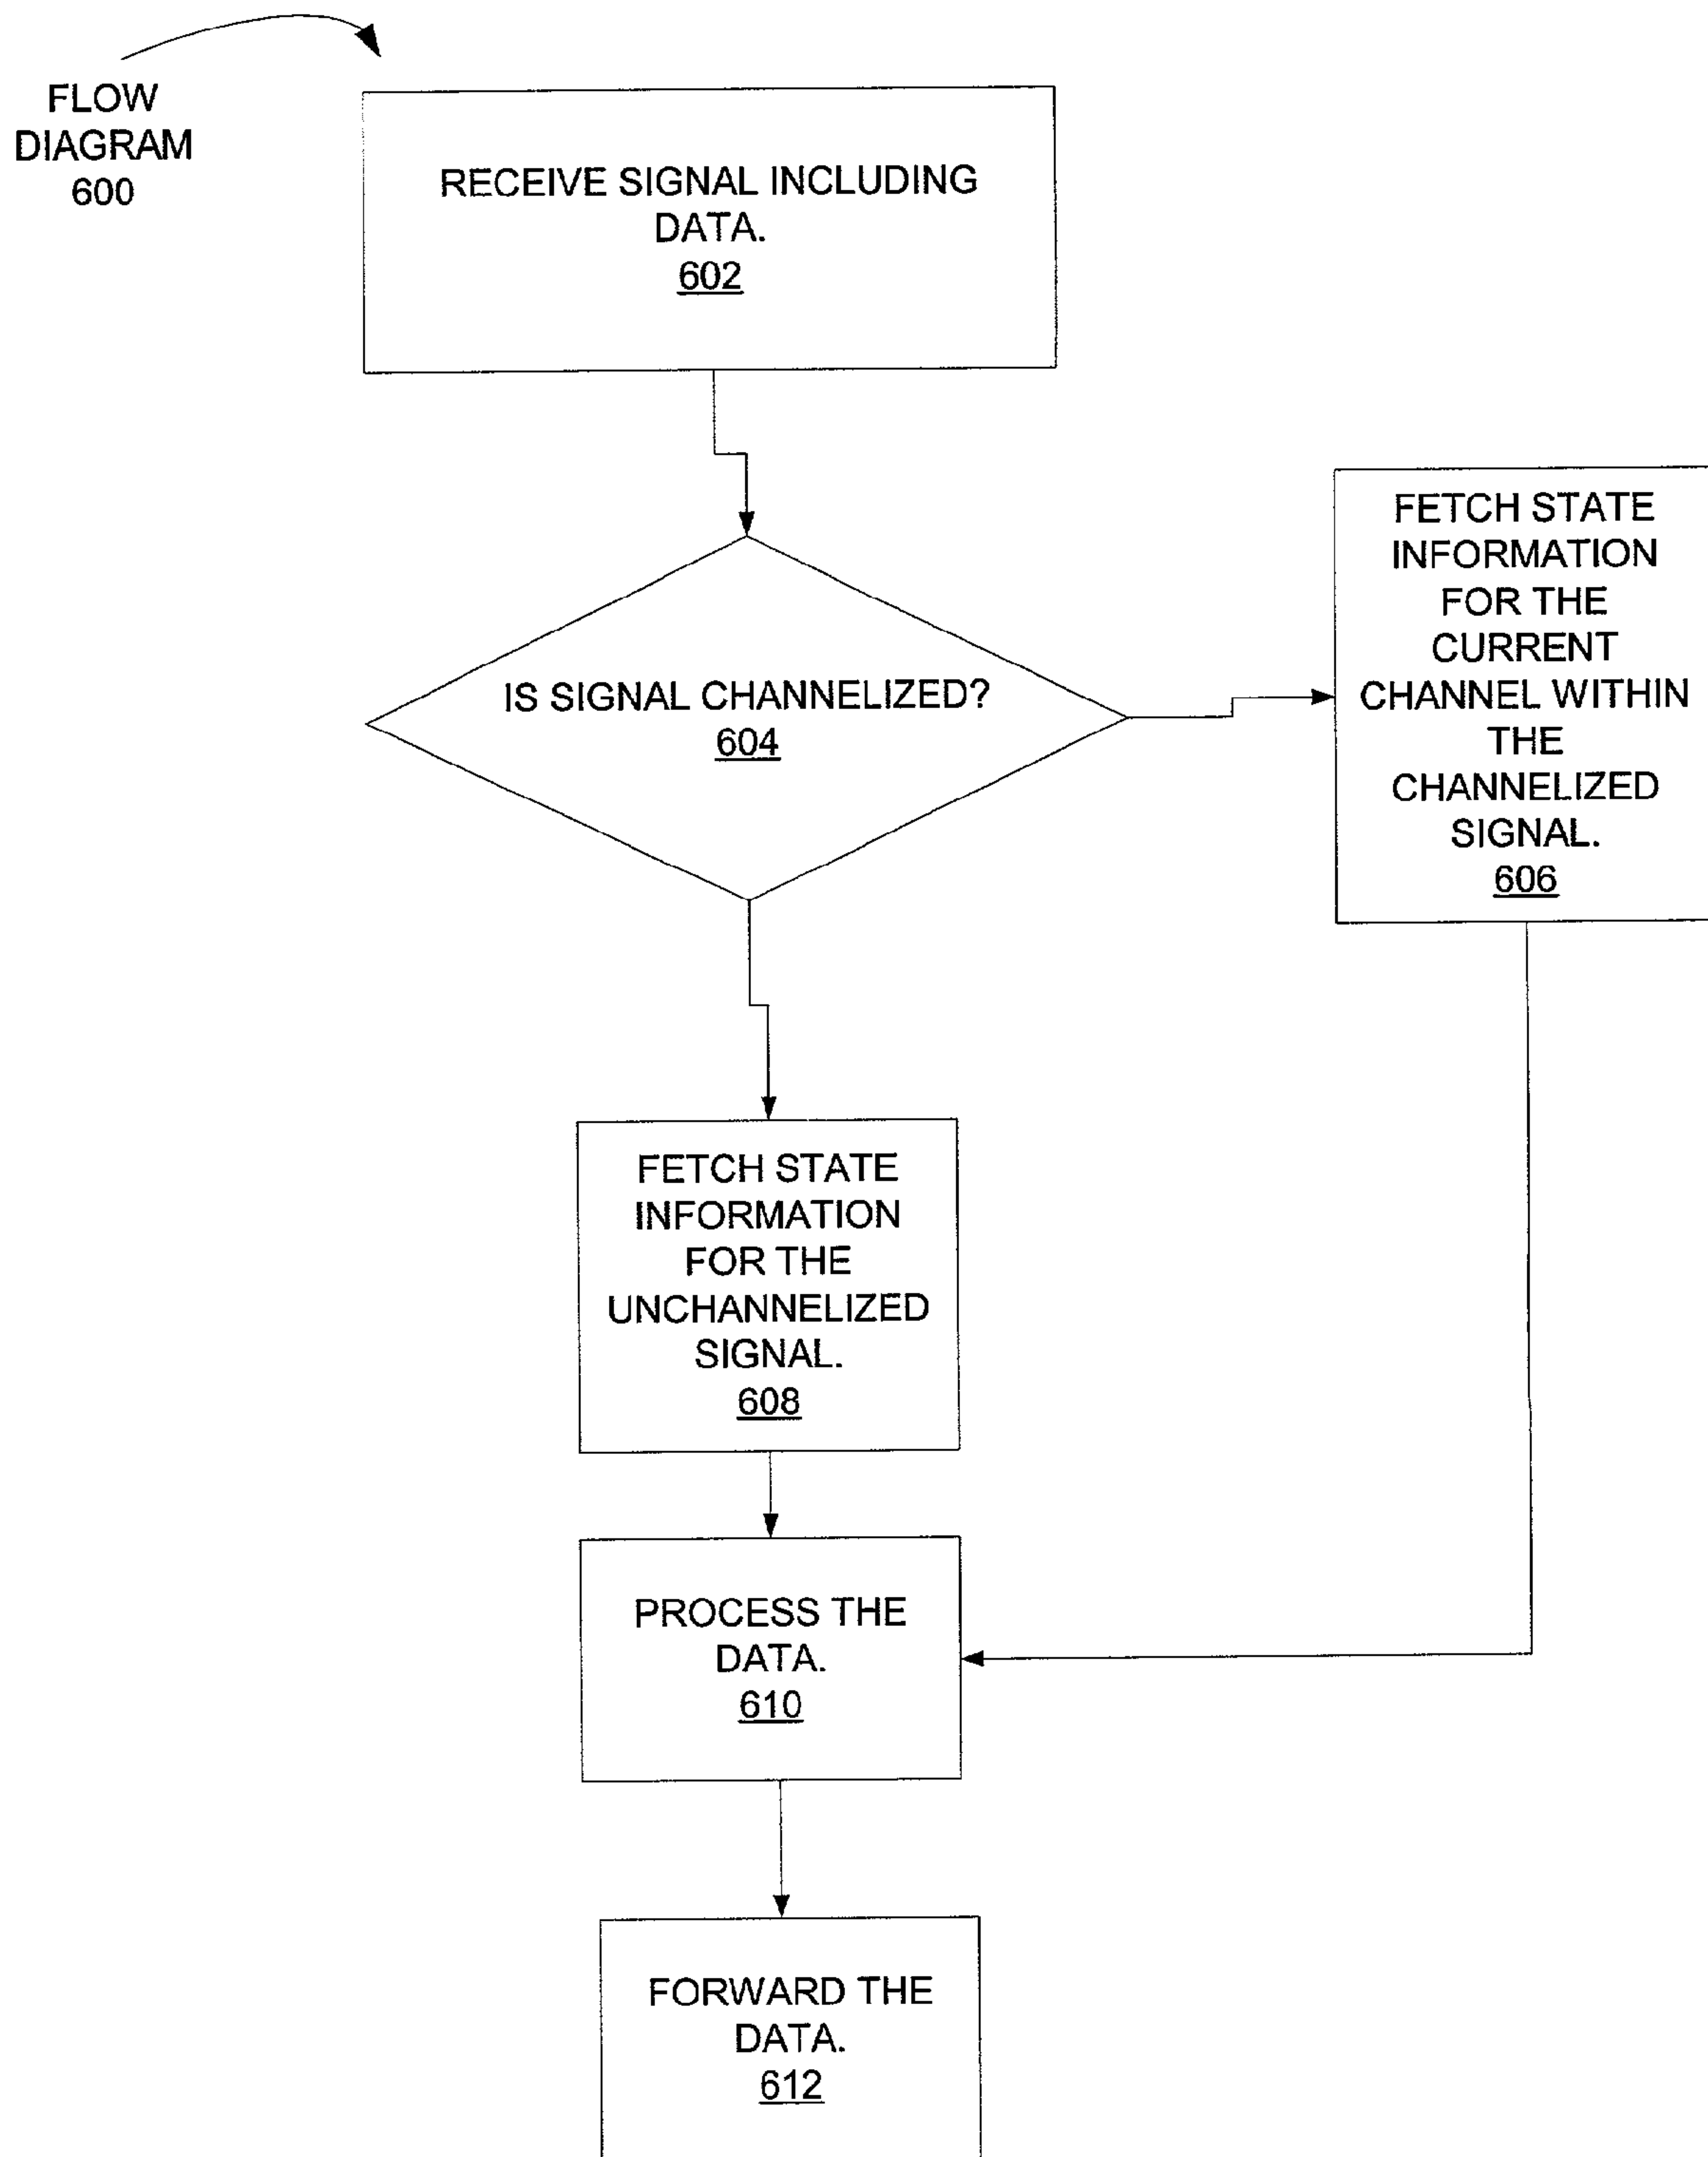 FLOW
DIAGRAM
600
RECEIVE SIGNAL INCLUDING
DATA.
602
IS SIGNAL CHANNELIZED?
604
FETCH STATE
INFORMATION
FOR THE
CURRENT
CHANNEL WITHIN
THE
CHANNELIZED
SIGNAL.
606
FETCH STATE
INFORMATION
FOR THE
UNCHANNELIZED
SIGNAL.
608
PROCESS THE
DATA.
610
FORWARD THE
DATA.
612